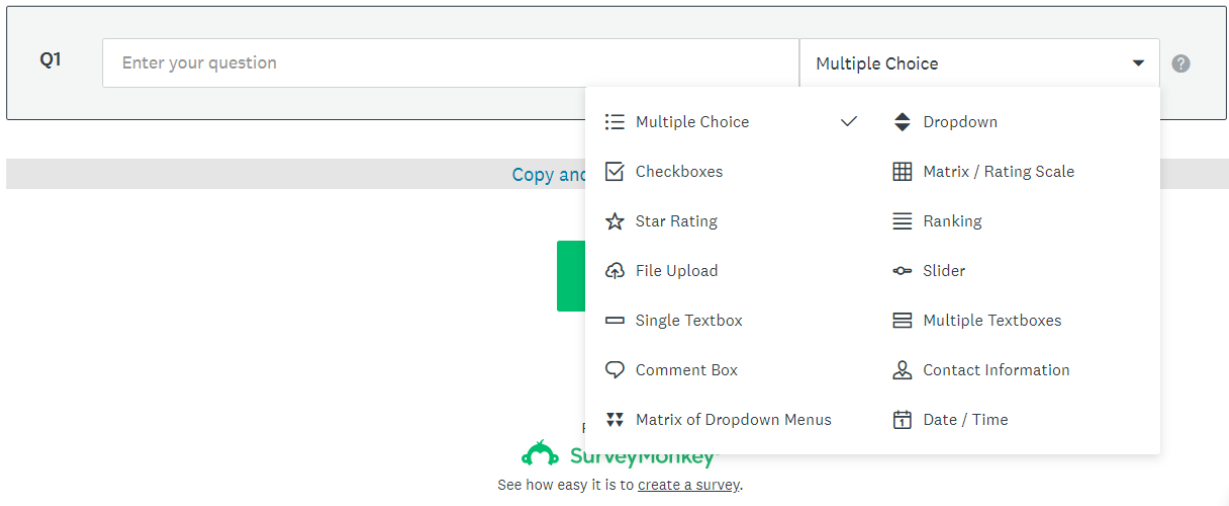 Q1 Enter your question Multiple Choice ?
Multiple Choice Dropdown
Copy and
Checkboxes Matrix / Rating Scale
Star Rating Ranking
File Upload Slider
Single Textbox Multiple Textboxes
Comment Box Contact Information
Matrix of Dropdown Menus 1 Date / Time
SurveyMonkey
See how easy it is to create a survey.